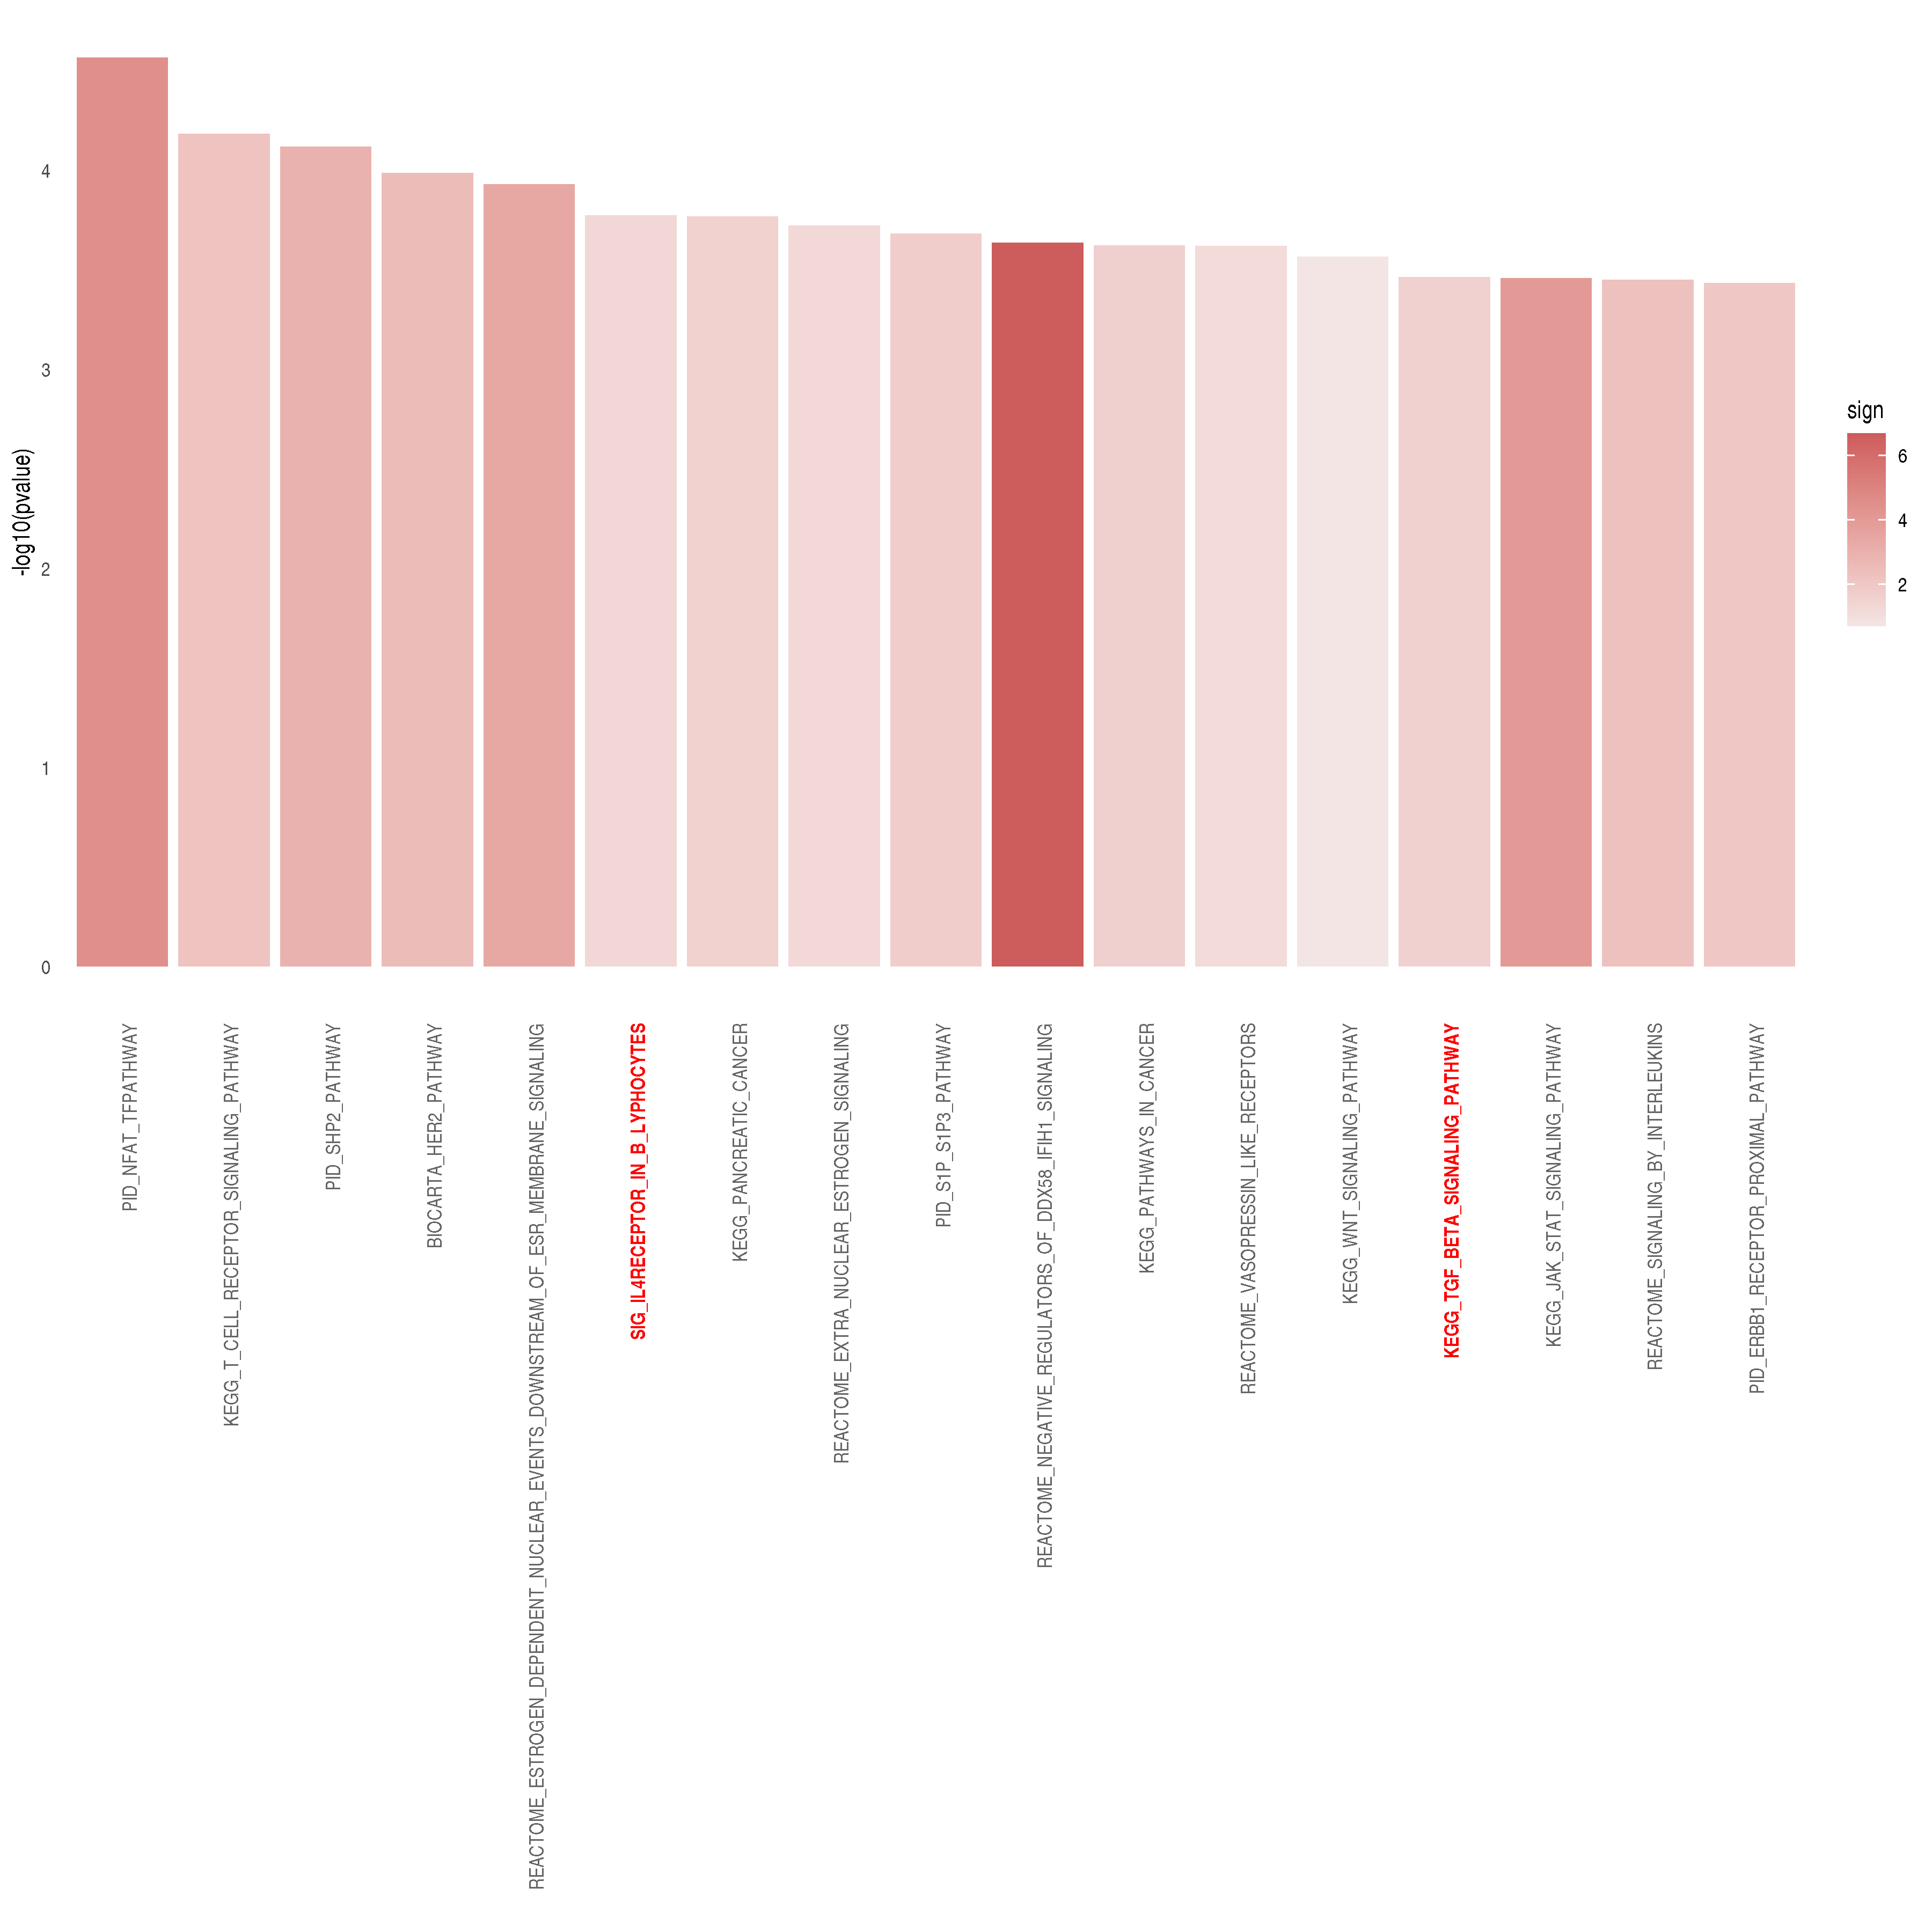 -log10(pvalue)
4
3
2
1
0
PID_NFAT_TFPATHWAY
KEGG_T_CELL_RECEPTOR_SIGNALING_PATHWAY
PID_SHP2_PATHWAY
BIOCARTA_HER2_PATHWAY
REACTOME_ESTROGEN_DEPENDENT_NUCLEAR_EVENTS_DOWNSTREAM_OF_ESR_MEMBRANE_SIGNALING
SIG_IL4RECEPTOR_IN_B_LYPHOCYTES
KEGG_PANCREATIC_CANCER
REACTOME_EXTRA_NUCLEAR_ESTROGEN_SIGNALING
PID_S1P_S1P3_PATHWAY
REACTOME_NEGATIVE_REGULATORS_OF_DDX58_IFIH1_SIGNALING
KEGG_PATHWAYS_IN_CANCER
REACTOME_VASOPRESSIN_LIKE_RECEPTORS
KEGG_WNT_SIGNALING_PATHWAY
KEGG_TGF_BETA_SIGNALING_PATHWAY
KEGG_JAK_STAT_SIGNALING_PATHWAY
REACTOME_SIGNALING_BY_INTERLEUKINS
PID_ERBB1_RECEPTOR_PROXIMAL_PATHWAY
sign
6
4
2